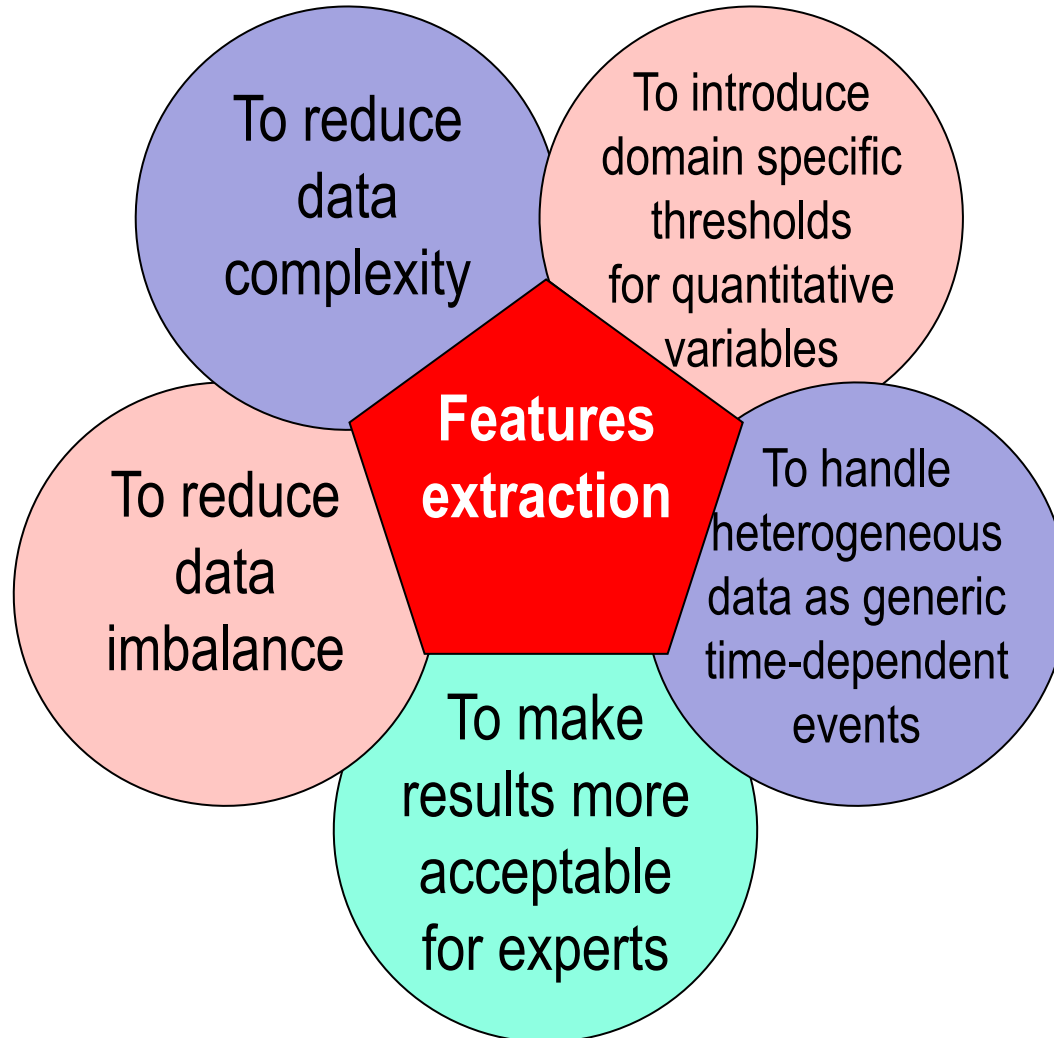 To reduce
data
complexity
To introduce
domain specific
thresholds
for quantitative
variables
Features
extraction
To reduce
data
imbalance
To handle
heterogeneous
data as generic
time-dependent
events
To make
results more
acceptable
for experts